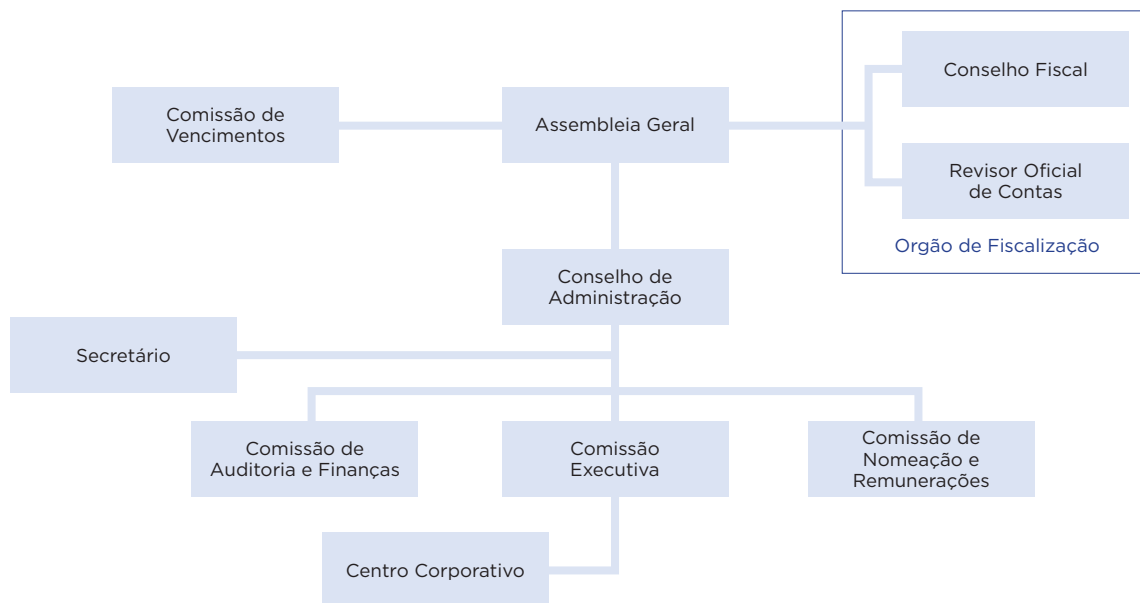 Conselho Fiscal
Comissão de
Vencimentos
Assembleia Geral
Revisor Oficial
de Contas
Orgão de Fiscalização
Conselho de
Administração
Secretário
Comissão de
Auditoria e Finanças
Comissão
Executiva
Comissão de
Nomeação e
Remunerações
Centro Corporativo